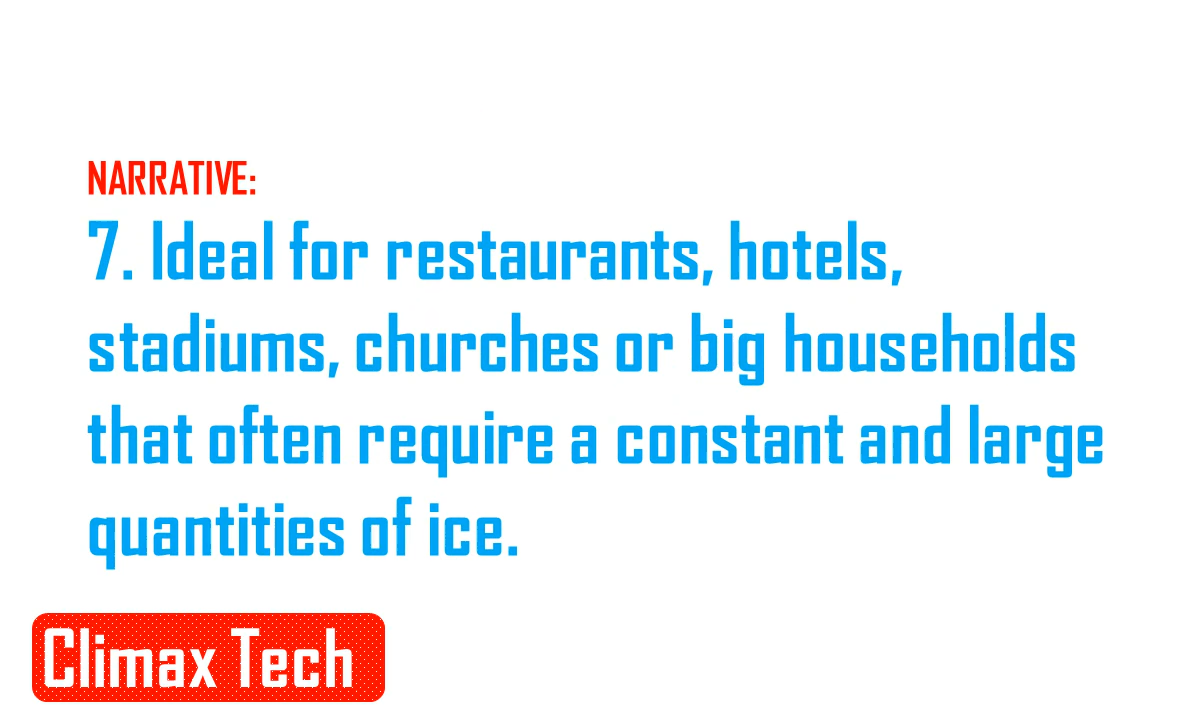 NARRATIVE:
7. Ideal for restaurants, hotels,
stadiums, churches or big households
that often require a constant and large
quantities of ice.
Climax Tech